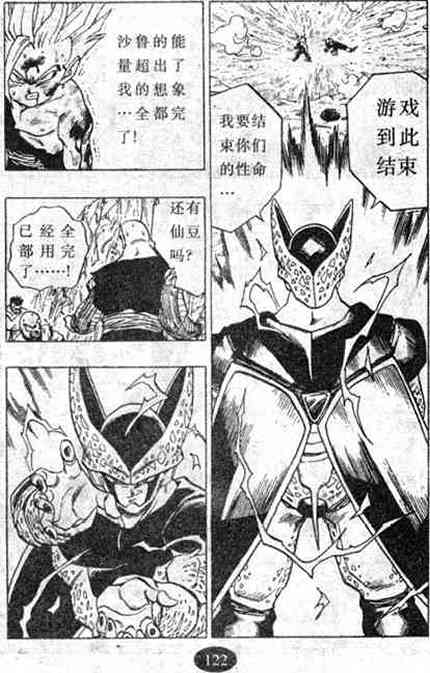 游戏
到此
结束
我要结
束你们
的性命
…
沙鲁的能
量超出了
我的想象
…全都完
了!
还有
仙豆
吗?
已经全
部用完
了……!
122